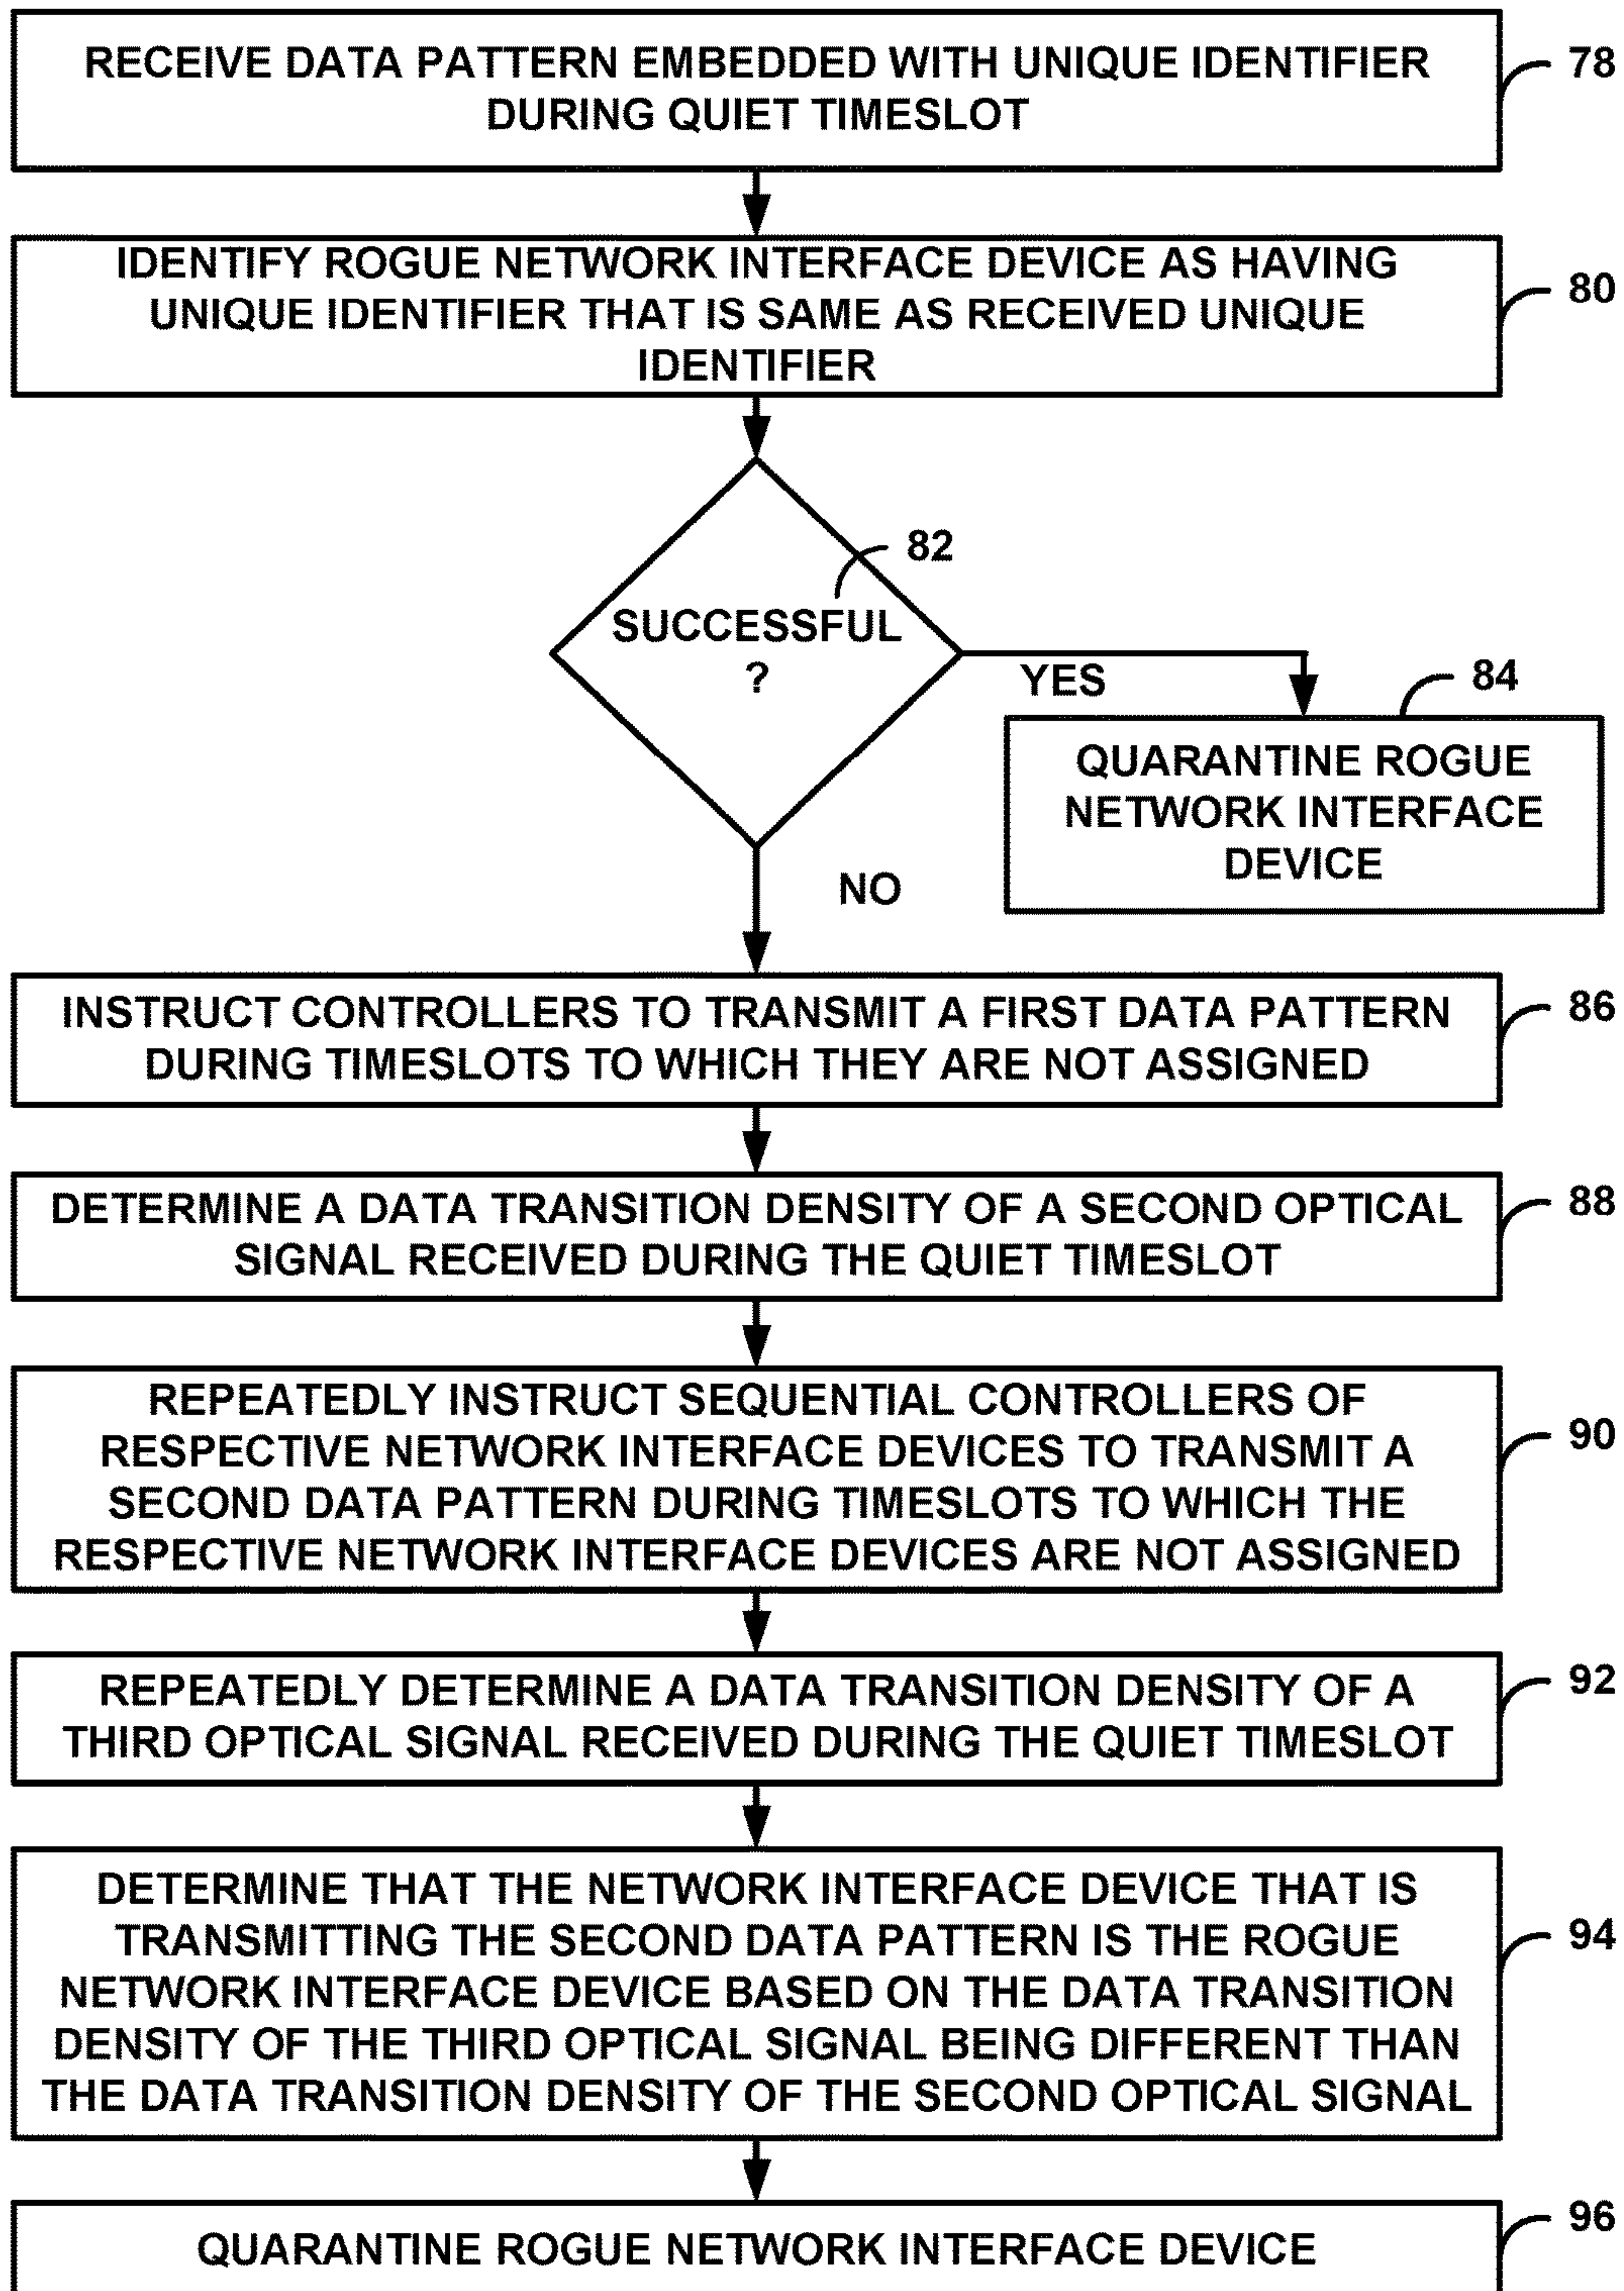 RECEIVE DATA PATTERN EMBEDDED WITH UNIQUE IDENTIFIER
DURING QUIET TIMESLOT
78
IDENTIFY ROGUE NETWORK INTERFACE DEVICE AS HAVING
UNIQUE IDENTIFIER THAT IS SAME AS RECEIVED UNIQUE
IDENTIFIER
80
82
SUCCESSFUL
?
YES
84
QUARANTINE ROGUE
NETWORK INTERFACE
DEVICE
NO
INSTRUCT CONTROLLERS TO TRANSMIT A FIRST DATA PATTERN
DURING TIMESLOTS TO WHICH THEY ARE NOT ASSIGNED
86
DETERMINE A DATA TRANSITION DENSITY OF A SECOND OPTICAL
SIGNAL RECEIVED DURING THE QUIET TIMESLOT
88
REPEATEDLY INSTRUCT SEQUENTIAL CONTROLLERS OF
RESPECTIVE NETWORK INTERFACE DEVICES TO TRANSMIT A
SECOND DATA PATTERN DURING TIMESLOTS TO WHICH THE
RESPECTIVE NETWORK INTERFACE DEVICES ARE NOT ASSIGNED
90
REPEATEDLY DETERMINE A DATA TRANSITION DENSITY OF A
THIRD OPTICAL SIGNAL RECEIVED DURING THE QUIET TIMESLOT
92
DETERMINE THAT THE NETWORK INTERFACE DEVICE THAT IS
TRANSMITTING THE SECOND DATA PATTERN IS THE ROGUE
NETWORK INTERFACE DEVICE BASED ON THE DATA TRANSITION
DENSITY OF THE THIRD OPTICAL SIGNAL BEING DIFFERENT THAN
THE DATA TRANSITION DENSITY OF THE SECOND OPTICAL SIGNAL
94
QUARANTINE ROGUE NETWORK INTERFACE DEVICE
96